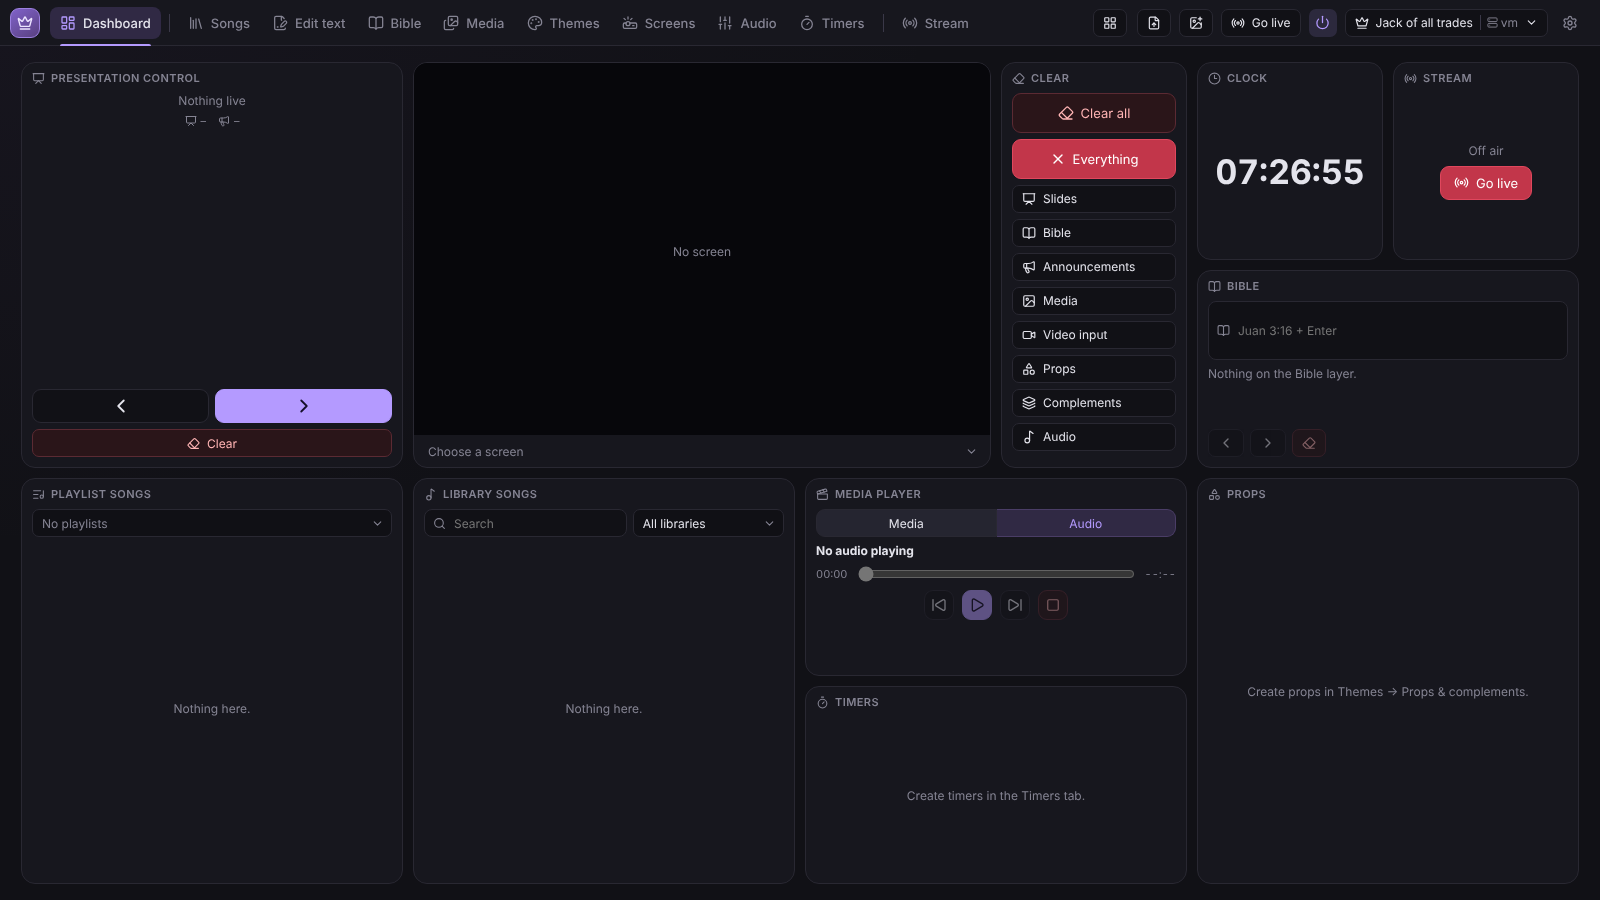 Dashboard
Songs
Edit text
Bible
Media
Themes
Screens
Audio
Timers
Stream
Go live
Jack of all trades
vm
PRESENTATION CONTROL
Nothing live
–
–
Clear
No screen
Choose a screen
CLEAR
Clear all
Everything
Slides
Bible
Announcements
Media
Video input
Props
Complements
Audio
CLOCK
07:26:55
STREAM
Off air
Go live
BIBLE
Juan 3:16 + Enter
Nothing on the Bible layer.
PLAYLIST SONGS
No playlists
Nothing here.
LIBRARY SONGS
Search
All libraries
Nothing here.
MEDIA PLAYER
Media
Audio
No audio playing
00:00
--:--
TIMERS
Create timers in the Timers tab.
PROPS
Create props in Themes → Props & complements.